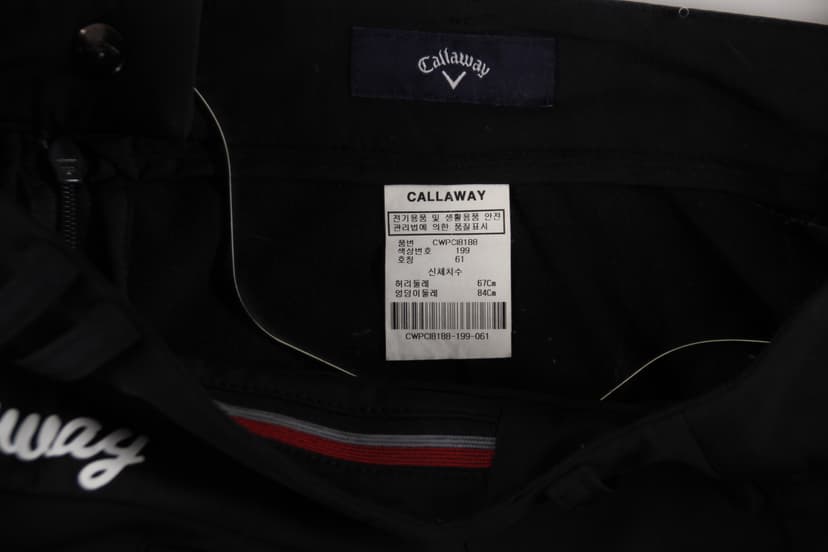 Callaway
CALLAWAY
전기용품 및 생활용품 안전
관리법에 의한 품질표시
품번 CWPCI8188
색상번호 199
호칭 61
신체치수
허리둘레 67Cm
엉덩이둘레 84Cm
CWPCI8188-199-061
way